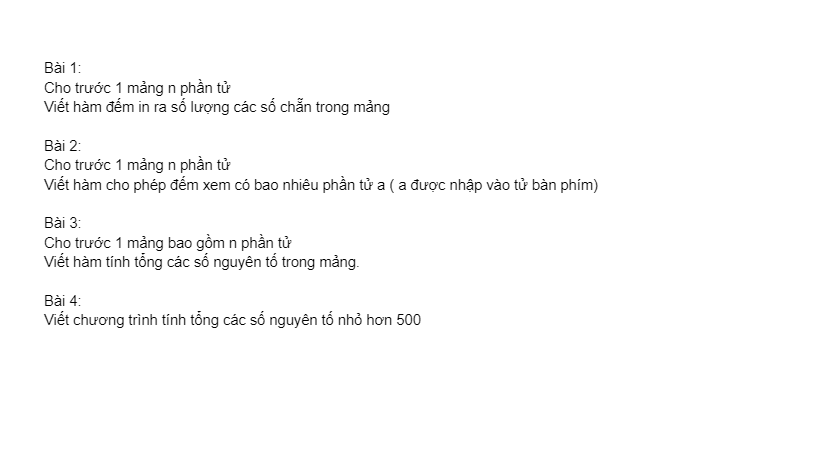 Bài 1:
Cho trước 1 mảng n phần tử
Viết hàm đếm in ra số lượng các số chẵn trong mảng
Bài 2:
Cho trước 1 mảng n phần tử
Viết hàm cho phép đếm xem có bao nhiêu phần tử a ( a được nhập vào tử bàn phím)
Bài 3:
Cho trước 1 mảng bao gồm n phần tử
Viết hàm tính tổng các số nguyên tố trong mảng.
Bài 4:
Viết chương trình tính tổng các số nguyên tố nhỏ hơn 500